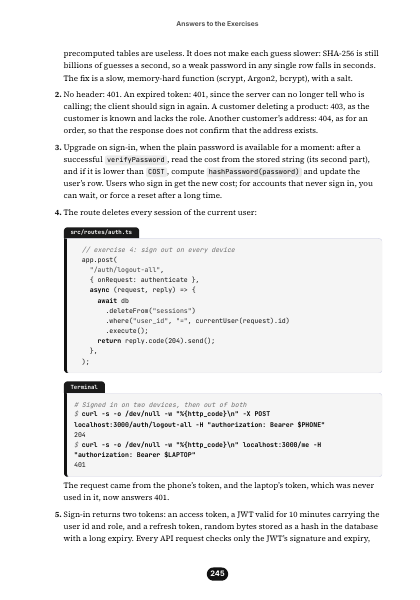 Answers to the Exercises
precomputed tables are useless. It does not make each guess slower: SHA-256 is still
billions of guesses a second, so a weak password in any single row falls in seconds.
The fix is a slow, memory-hard function (scrypt, Argon2, bcrypt), with a salt.
2. No header: 401. An expired token: 401, since the server can no longer tell who is
calling; the client should sign in again. A customer deleting a product: 403, as the
customer is known and lacks the role. Another customer's address: 404, as for an
order, so that the response does not confirm that the address exists.
3. Upgrade on sign-in, when the plain password is available for a moment: after a
successful verifyPassword, read the cost from the stored string (its second part),
and if it is lower than COST, compute hashPassword(password) and update the
user's row. Users who sign in get the new cost; for accounts that never sign in, you
can wait, or force a reset after a long time.
4. The route deletes every session of the current user:
src/routes/auth.ts
// exercise 4: sign out on every device
app.post(
"/auth/logout-all",
{ onRequest: authenticate },
async (request, reply) => {
await db
.deleteFrom("sessions")
.where("user_id", "=", currentUser(request).id)
.execute();
return reply.code(204).send();
},
);
Terminal
# Signed in on two devices, then out of both
$ curl -s -o /dev/null -w "%{http_code}\n" -X POST
localhost:3000/auth/logout-all -H "authorization: Bearer $PHONE"
204
$ curl -s -o /dev/null -w "%{http_code}\n" localhost:3000/me -H
"authorization: Bearer $LAPTOP"
401
The request came from the phone's token, and the laptop's token, which was never
used in it, now answers 401.
5. Sign-in returns two tokens: an access token, a JWT valid for 10 minutes carrying the
user id and role, and a refresh token, random bytes stored as a hash in the database
with a long expiry. Every API request checks only the JWT's signature and expiry,
245